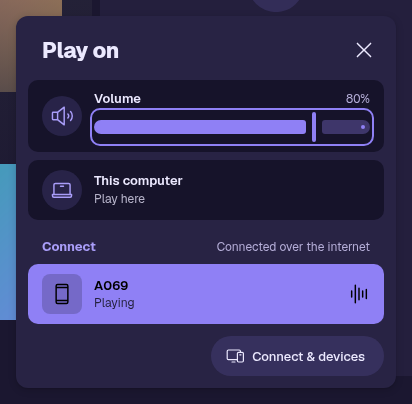 Play on
Volume 80%
This computer
Play here
Connect Connected over the internet
A069
Playing
Connect & devices